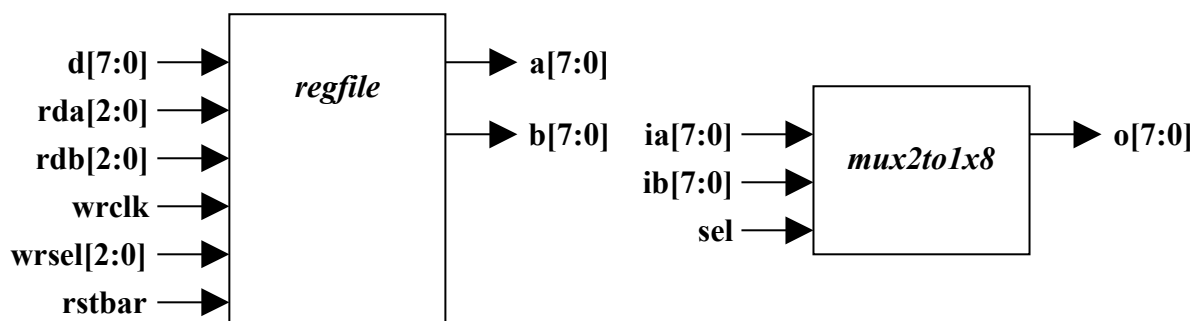 d[7:0]
rda[2:0]
rdb[2:0]
wrclk
wrsel[2:0]
rstbar
regfile
a[7:0]
b[7:0]
ia[7:0]
ib[7:0]
sel
mux2to1x8
o[7:0]